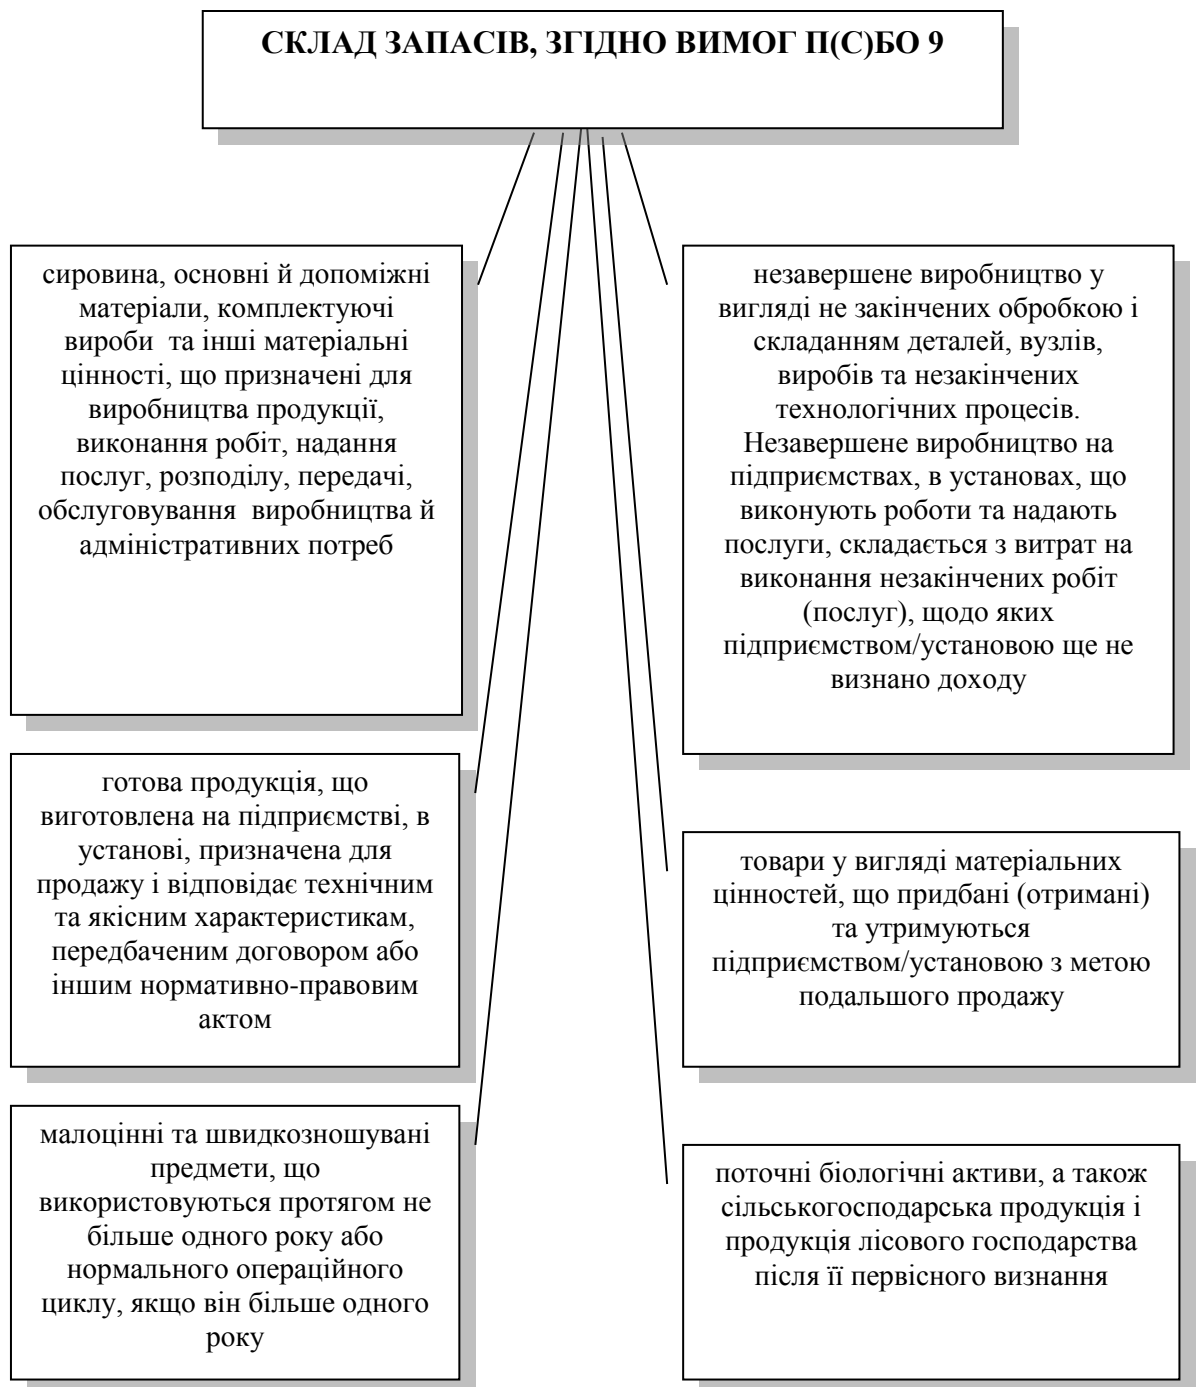 СКЛАД ЗАПАСІВ, ЗГІДНО ВИМОГ П(С)БО 9
сировина, основні й допоміжні
матеріали, комплектуючі
вироби та інші матеріальні
цінності, що призначені для
виробництва продукції,
виконання робіт, надання
послуг, розподілу, передачі,
обслуговування виробництва й
адміністративних потреб
незавершене виробництво у
вигляді не закінчених обробкою і
складанням деталей, вузлів,
виробів та незакінчених
технологічних процесів.
Незавершене виробництво на
підприємствах, в установах, що
виконують роботи та надають
послуги, складається з витрат на
виконання незакінчених робіт
(послуг), щодо яких
підприємством/установою ще не
визнано доходу
готова продукція, що
виготовлена на підприємстві, в
установі, призначена для
продажу і відповідає технічним
та якісним характеристикам,
передбаченим договором або
іншим нормативно-правовим
актом
товари у вигляді матеріальних
цінностей, що придбані (отримані)
та утримуються
підприємством/установою з метою
подальшого продажу
малоцінні та швидкозношувані
предмети, що
використовуються протягом не
більше одного року або
нормального операційного
циклу, якщо він більше одного
року
поточні біологічні активи, а також
сільськогосподарська продукція і
продукція лісового господарства
після її первісного визнання